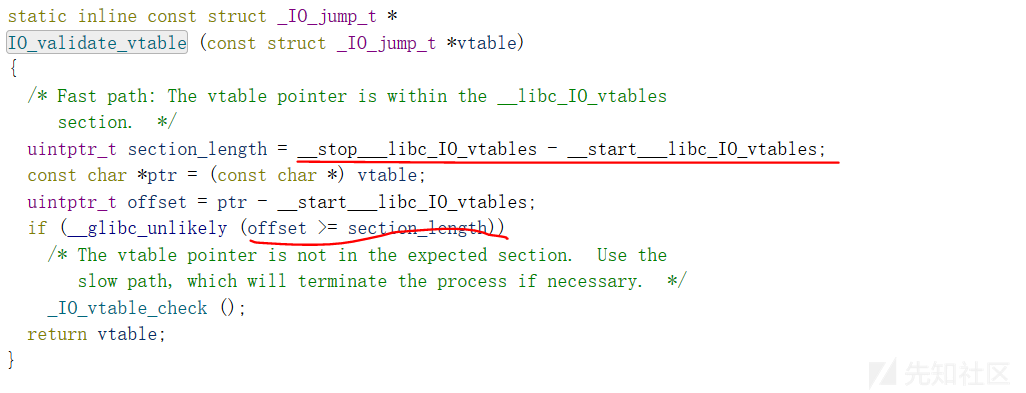 static inline const struct _IO_jump_t *
IO_validate_vtable (const struct _IO_jump_t *vtable)
{
  /* Fast path: The vtable pointer is within the __libc_IO_vtables
     section.  */
  uintptr_t section_length = __stop___libc_IO_vtables - __start___libc_IO_vtables;
  const char *ptr = (const char *) vtable;
  uintptr_t offset = ptr - __start___libc_IO_vtables;
  if (__glibc_unlikely (offset >= section_length))
    /* The vtable pointer is not in the expected section.  Use the
       slow path, which will terminate the process if necessary.  */
    _IO_vtable_check ();
  return vtable;
}
先知社区